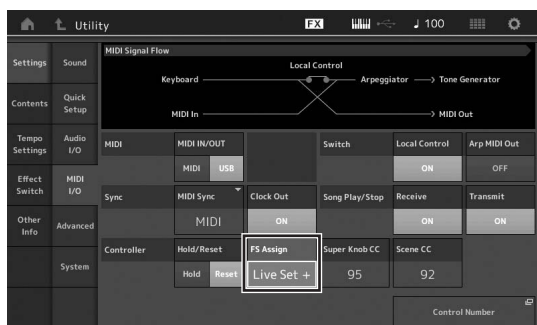 Utility
FX
♩ 100
Settings
Sound
MIDI Signal Flow
Local Control
Keyboard
Arpeggiator
Tone Generator
MIDI In
MIDI Out
Contents
Quick Setup
Tempo Settings
Audio I/O
MIDI
MIDI IN/OUT
MIDI USB
Switch
Local Control
ON
Arp MIDI Out
OFF
Effect Switch
MIDI I/O
Sync
MIDI Sync
MIDI
Clock Out
ON
Song Play/Stop
Receive
ON
Transmit
ON
Other Info
Advanced
Controller
Hold/Reset
Hold Reset
FS Assign
Live Set +
Super Knob CC
95
Scene CC
92
System
Control Number